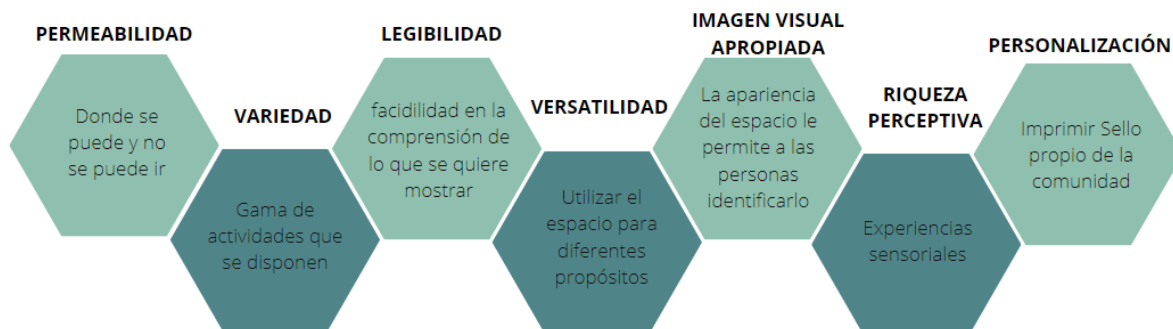 PERMEABILIDAD
Donde se
puede y no
se puede ir
VARIEDAD
Gama de
actividades que
se disponen
LEGIBILIDAD
facidilidad en la
comprensión de
lo que se quiere
mostrar
VERSATILIDAD
Utilizar el
espacio para
diferentes
propósitos
IMAGEN VISUAL
APROPIADA
La apariencia
del espacio le
permite a las
personas
identificarlo
RIQUEZA
PERCEPTIVA
Experiencias
sensoriales
PERSONALIZACIÓN
Imprimir Sello
propio de la
comunidad